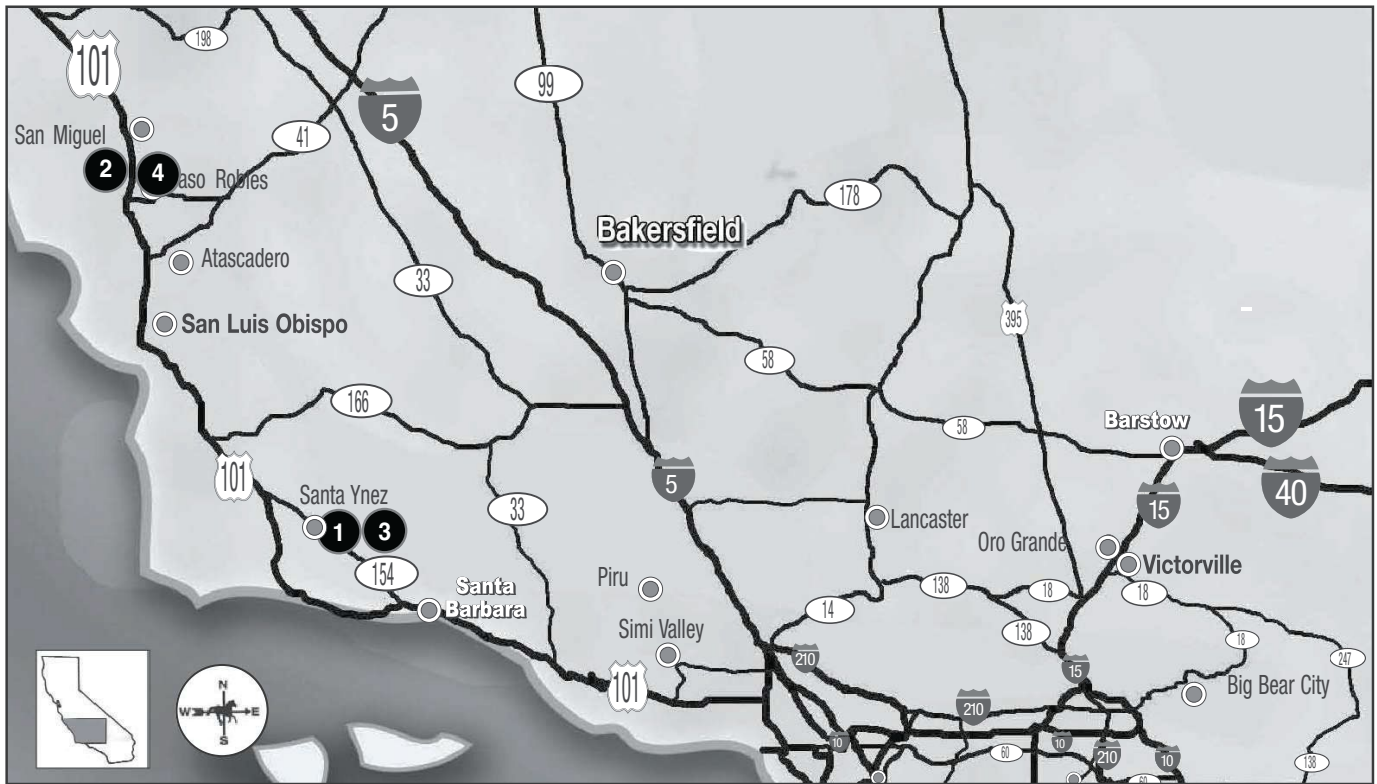 198
101
5
99
41
San Miguel
2
4
aso Robles
178
Bakersfield
Atascadero
33
San Luis Obispo
395
58
166
58
Barstow
15
101
5
40
Santa Ynez
1
3
33
15
Lancaster
Oro Grande
Victorville
154
Santa
Barbara
Piru
14
138
18
18
Simi Valley
138
18
210
15
247
101
Big Bear City
N
W
E
S
210
10
60
10
210
10
138
60